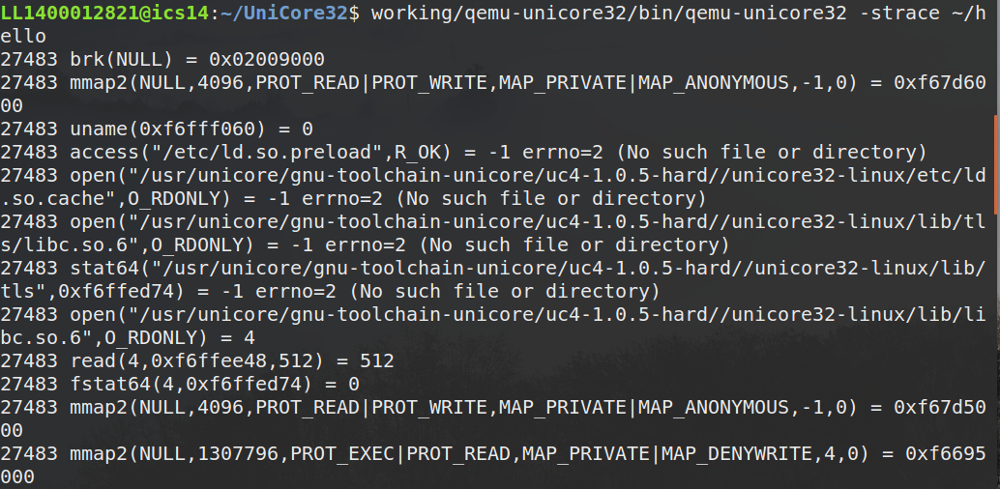 LL1400012821@ics14:~/UniCore32$ working/qemu-unicore32/bin/qemu-unicore32 -strace ~/h
ello
27483 brk(NULL) = 0x02009000
27483 mmap2(NULL,4096,PROT_READ|PROT_WRITE,MAP_PRIVATE|MAP_ANONYMOUS,-1,0) = 0xf67d60
00
27483 uname(0xf6fff060) = 0
27483 access("/etc/ld.so.preload",R_OK) = -1 errno=2 (No such file or directory)
27483 open("/usr/unicore/gnu-toolchain-unicore/uc4-1.0.5-hard//unicore32-linux/etc/ld
.so.cache",O_RDONLY) = -1 errno=2 (No such file or directory)
27483 open("/usr/unicore/gnu-toolchain-unicore/uc4-1.0.5-hard//unicore32-linux/lib/tl
s/libc.so.6",O_RDONLY) = -1 errno=2 (No such file or directory)
27483 stat64("/usr/unicore/gnu-toolchain-unicore/uc4-1.0.5-hard//unicore32-linux/lib/
tls",0xf6ffed74) = -1 errno=2 (No such file or directory)
27483 open("/usr/unicore/gnu-toolchain-unicore/uc4-1.0.5-hard//unicore32-linux/lib/li
bc.so.6",O_RDONLY) = 4
27483 read(4,0xf6ffee48,512) = 512
27483 fstat64(4,0xf6ffed74) = 0
27483 mmap2(NULL,4096,PROT_READ|PROT_WRITE,MAP_PRIVATE|MAP_ANONYMOUS,-1,0) = 0xf67d50
00
27483 mmap2(NULL,1307796,PROT_EXEC|PROT_READ,MAP_PRIVATE|MAP_DENYWRITE,4,0) = 0xf6695
000